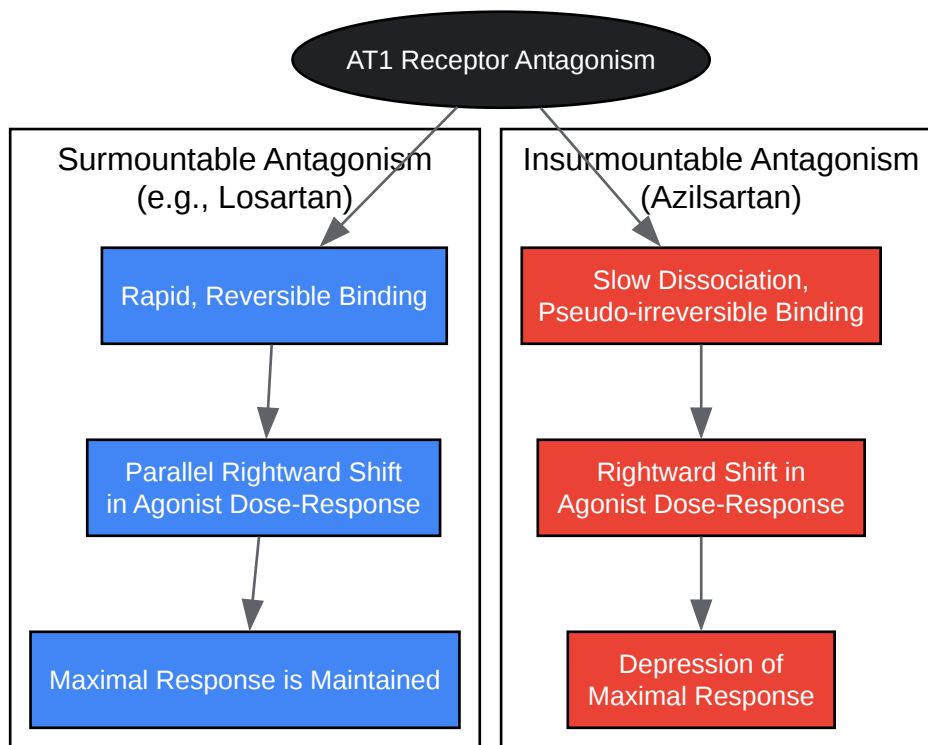 AT1 Receptor Antagonism
Surmountable Antagonism
(e.g., Losartan)
Rapid, Reversible Binding
Parallel Rightward Shift
in Agonist Dose-Response
Maximal Response is Maintained
Insurmountable Antagonism
(Azilsartan)
Slow Dissociation,
Pseudo-irreversible Binding
Rightward Shift in
Agonist Dose-Response
Depression of
Maximal Response